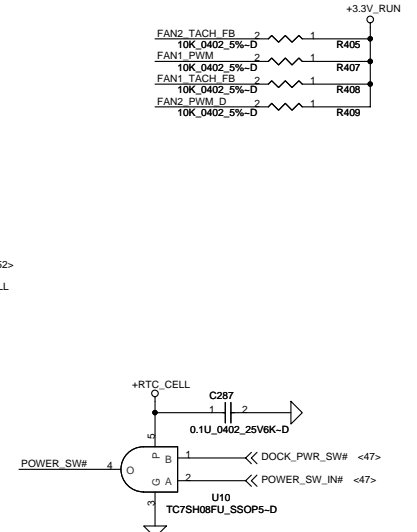 +3.3V_RUN
FAN2_TACH_FB 2 1
10K_0402_5%~D R405
FAN1_PWM 2 1
10K_0402_5%~D R407
FAN1_TACH_FB 2 1
10K_0402_5%~D R408
FAN2_PWM_D 2 1
10K_0402_5%~D R409
+RTC_CELL
C287
1 2
0.1U_0402_25V6K~D
5
P B 1 DOCK_PWR_SW# <47>
POWER_SW# 4 O
G A 2 POWER_SW_IN# <47>
3
U10
TC7SH08FU_SSOP5~D